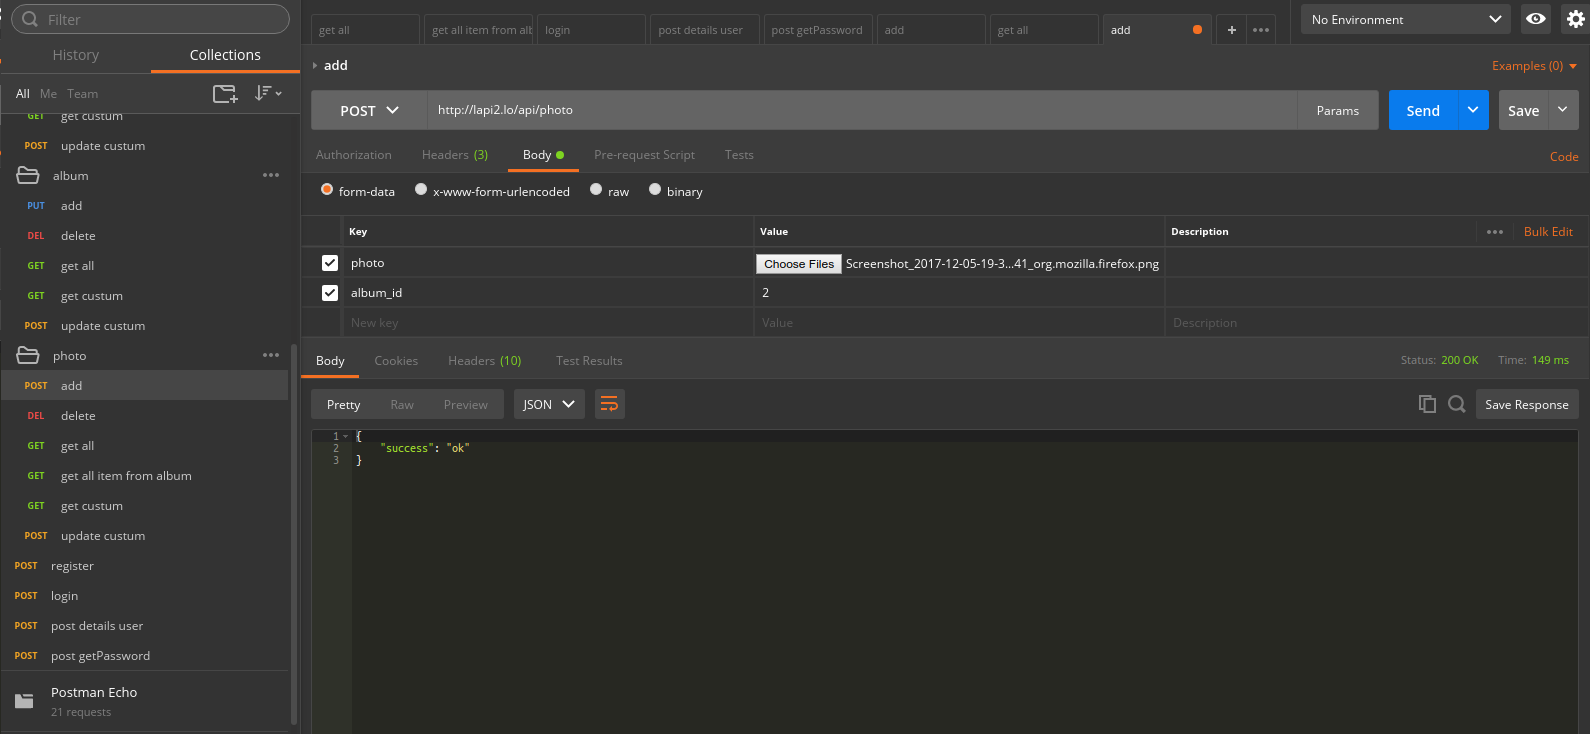 Filter
History Collections
All Me Team
GET get custum
POST update custum
album
PUT add
DEL delete
GET get all
GET get custum
POST update custum
photo
POST add
DEL delete
GET get all
GET get all item from album
GET get custum
POST update custum
POST register
POST login
POST post details user
POST post getPassword
Postman Echo
21 requests
get all get all item from alb login post details user post getPassword add get all add + •••
No Environment
add
Examples (0)
POST http://lapi2.lo/api/photo Params Send Save
Authorization Headers (3) Body Pre-request Script Tests Code
form-data x-www-form-urlencoded raw binary
Key Value Description ••• Bulk Edit
photo Choose Files Screenshot_2017-12-05-19-3...41_org.mozilla.firefox.png
album_id 2
New key Value Description
Body Cookies Headers (10) Test Results Status: 200 OK Time: 149 ms
Pretty Raw Preview JSON Save Response
1 {
2 "success": "ok"
3 }